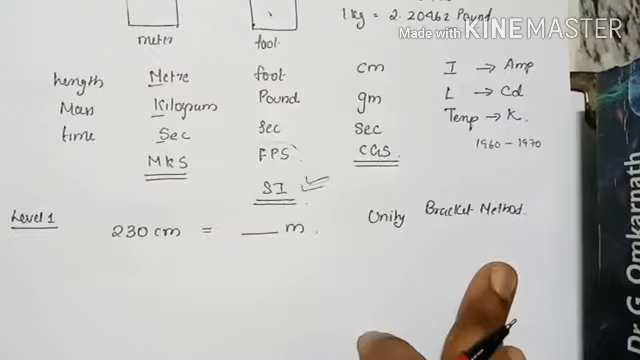 1 kg = 2.20462 Pound
Made with KINEMASTER
meter foot
Length Metre foot cm I → Amp
Mass Kilogram Pound gm L → Cd
time Sec Sec Sec Temp → K.
MKS FPS CGS 1960 - 1970
SI
Level 1 230 cm = ___ m. Unity Bracket Method.
Dr. G. Omkarnath